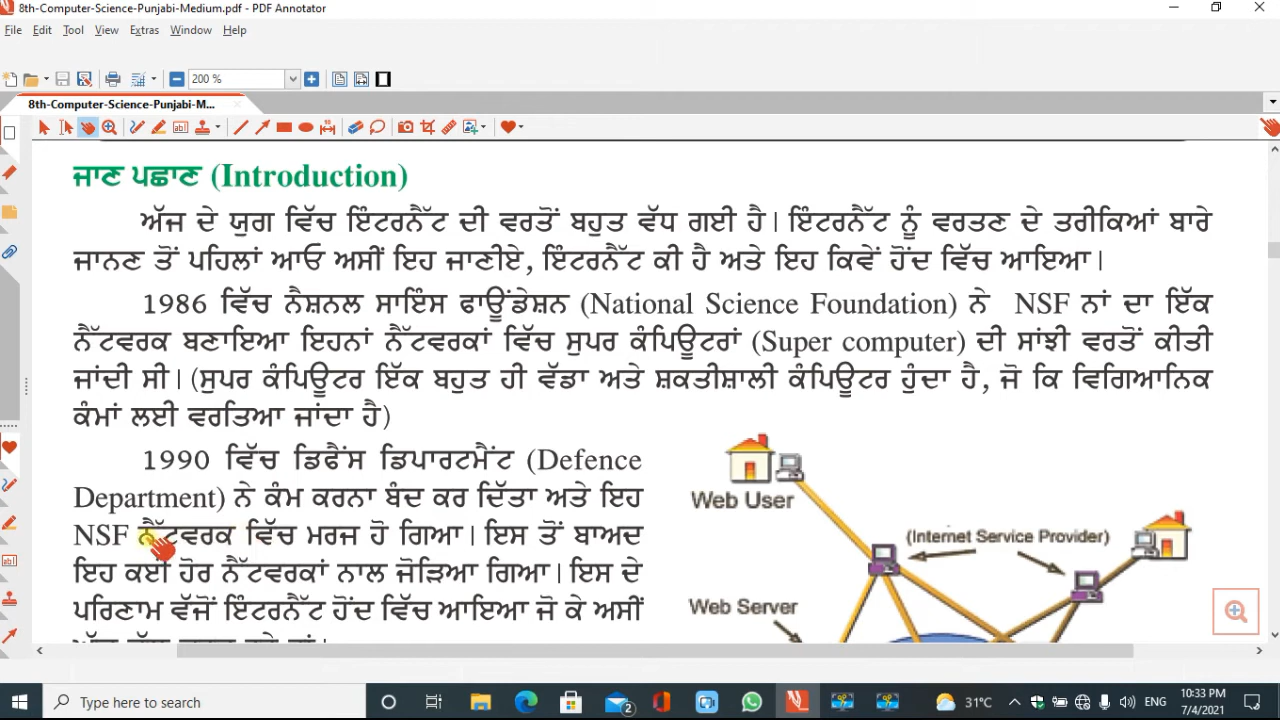 8th-Computer-Science-Punjabi-Medium.pdf - PDF Annotator
File Edit Tool View Extras Window Help
200 %
8th-Computer-Science-Punjabi-M...
ਜਾਣ ਪਛਾਣ (Introduction)
ਅੱਜ ਦੇ ਯੁਗ ਵਿੱਚ ਇੰਟਰਨੈੱਟ ਦੀ ਵਰਤੋਂ ਬਹੁਤ ਵੱਧ ਗਈ ਹੈ। ਇੰਟਰਨੈੱਟ ਨੂੰ ਵਰਤਣ ਦੇ ਤਰੀਕਿਆਂ ਬਾਰੇ
ਜਾਨਣ ਤੋਂ ਪਹਿਲਾਂ ਆਓ ਅਸੀਂ ਇਹ ਜਾਣੀਏ, ਇੰਟਰਨੈੱਟ ਕੀ ਹੈ ਅਤੇ ਇਹ ਕਿਵੇਂ ਹੋਂਦ ਵਿੱਚ ਆਇਆ।
1986 ਵਿੱਚ ਨੈਸ਼ਨਲ ਸਾਇੰਸ ਫਾਊਂਡੇਸ਼ਨ (National Science Foundation) ਨੇ NSF ਨਾਂ ਦਾ ਇੱਕ
ਨੈੱਟਵਰਕ ਬਣਾਇਆ ਇਹਨਾਂ ਨੈੱਟਵਰਕਾਂ ਵਿੱਚ ਸੁਪਰ ਕੰਪਿਊਟਰਾਂ (Super computer) ਦੀ ਸਾਂਝੀ ਵਰਤੋਂ ਕੀਤੀ
ਜਾਂਦੀ ਸੀ। (ਸੁਪਰ ਕੰਪਿਊਟਰ ਇੱਕ ਬਹੁਤ ਹੀ ਵੱਡਾ ਅਤੇ ਸ਼ਕਤੀਸ਼ਾਲੀ ਕੰਪਿਊਟਰ ਹੁੰਦਾ ਹੈ, ਜੋ ਕਿ ਵਿਗਿਆਨਿਕ
ਕੰਮਾਂ ਲਈ ਵਰਤਿਆ ਜਾਂਦਾ ਹੈ)
1990 ਵਿੱਚ ਡਿਫੈਂਸ ਡਿਪਾਰਟਮੈਂਟ (Defence
Department) ਨੇ ਕੰਮ ਕਰਨਾ ਬੰਦ ਕਰ ਦਿੱਤਾ ਅਤੇ ਇਹ
NSF ਨੈੱਟਵਰਕ ਵਿੱਚ ਮਰਜ ਹੋ ਗਿਆ। ਇਸ ਤੋਂ ਬਾਅਦ
ਇਹ ਕਈ ਹੋਰ ਨੈੱਟਵਰਕਾਂ ਨਾਲ ਜੋੜਿਆ ਗਿਆ। ਇਸ ਦੇ
ਪਰਿਣਾਮ ਵੱਜੋਂ ਇੰਟਰਨੈੱਟ ਹੋਂਦ ਵਿੱਚ ਆਇਆ ਜੋ ਕੇ ਅਸੀਂ
Web User
(Internet Service Provider)
Web Server
Type here to search
2
31°C
ENG
10:33 PM
7/4/2021